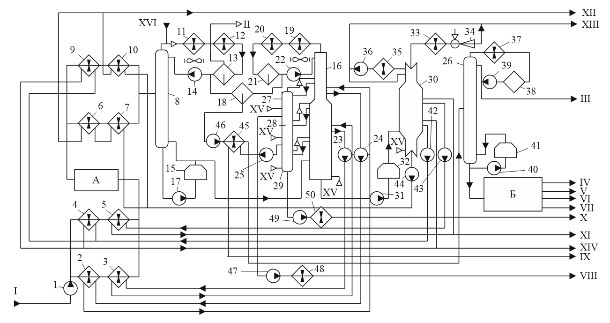 XII
XVI II XIII
11 12 20 19 33 34
9 10 16 36 35 26 37
13 22 30 39
14 21 38
8 18 27 III
6 7 XV 28 23 24 42 41
46 45 XV
15 25 XV 32 XV 43 40
А 17 29 XV 31 44 Б IV
V
VI
VII
4 5 49 50 X
XI
XIV
IX
2 3 47 48 VIII
I 1